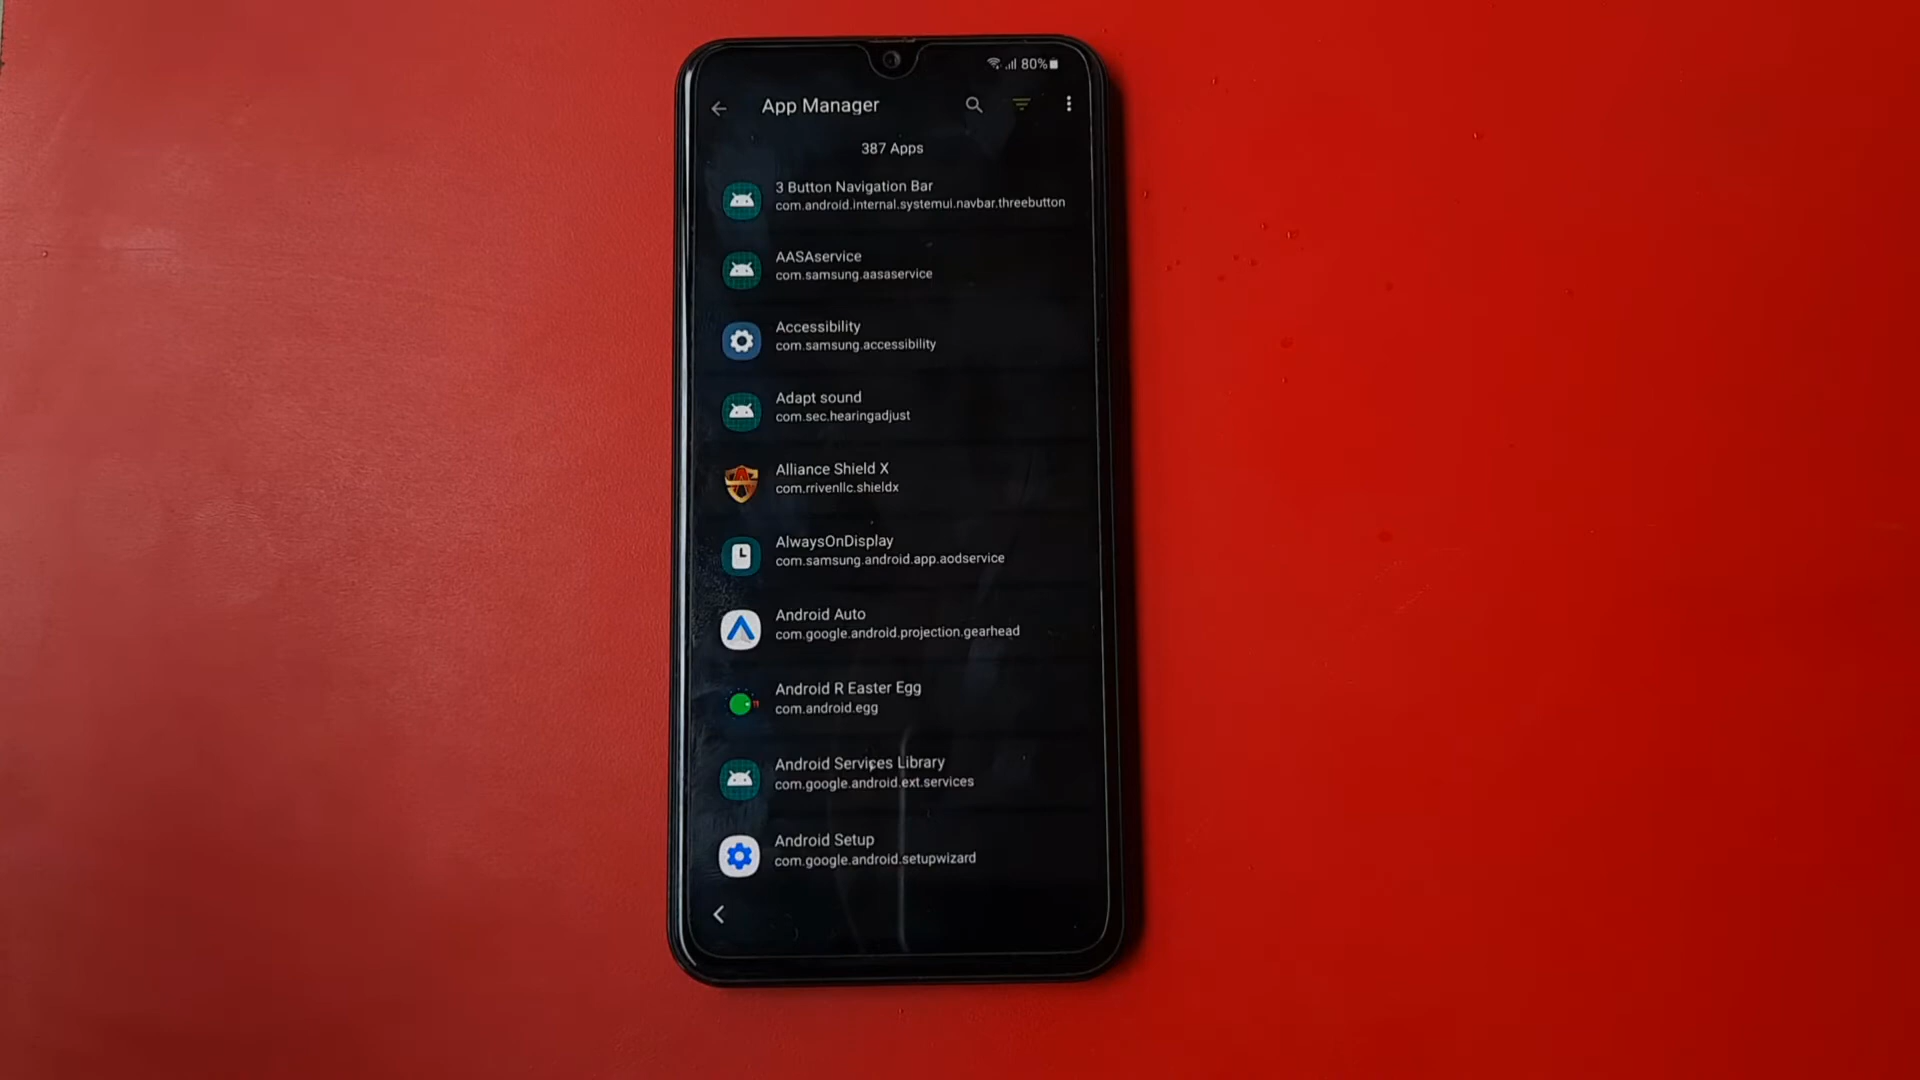 80%
App Manager
387 Apps
3 Button Navigation Bar
com.android.internal.systemui.navbar.threebutton
AASAservice
com.samsung.aasaservice
Accessibility
com.samsung.accessibility
Adapt sound
com.sec.hearingadjust
Alliance Shield X
com.rrivenllc.shieldx
AlwaysOnDisplay
com.samsung.android.app.aodservice
Android Auto
com.google.android.projection.gearhead
Android R Easter Egg
com.android.egg
Android Services Library
com.google.android.ext.services
Android Setup
com.google.android.setupwizard